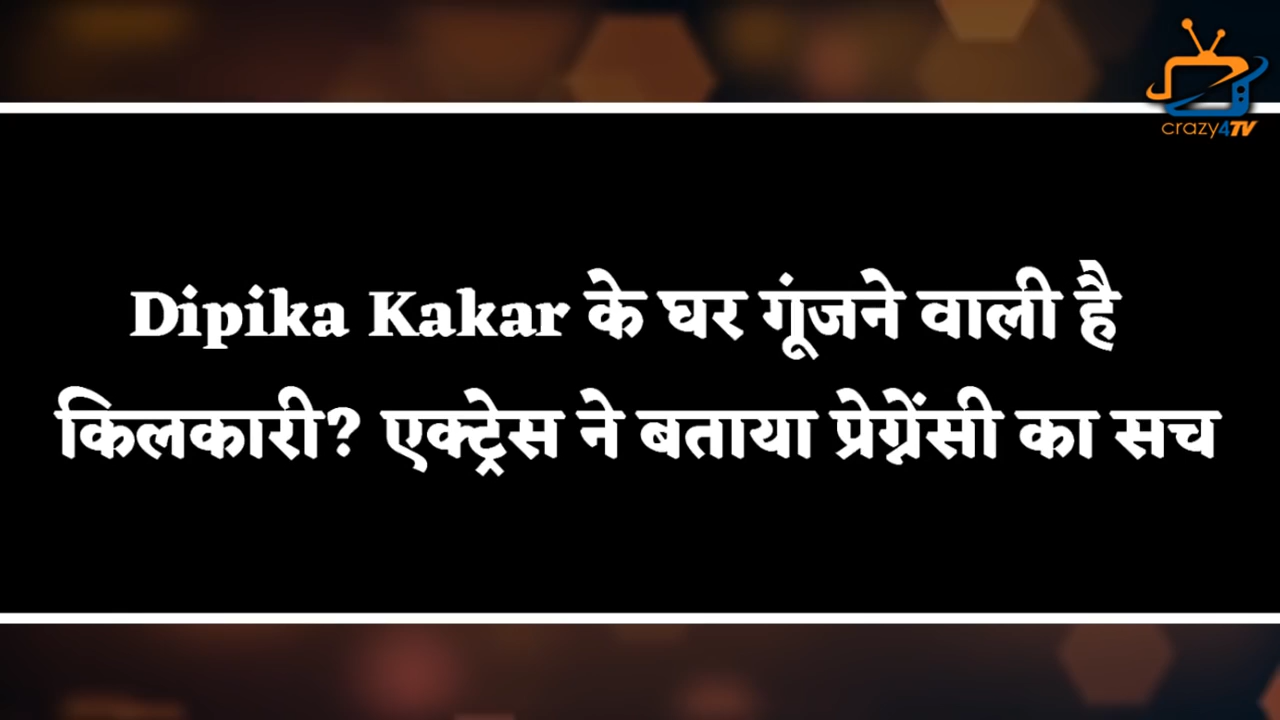 crazy4TV
Dipika Kakar के घर गूंजने वाली है
किलकारी? एक्ट्रेस ने बताया प्रेग्नेंसी का सच